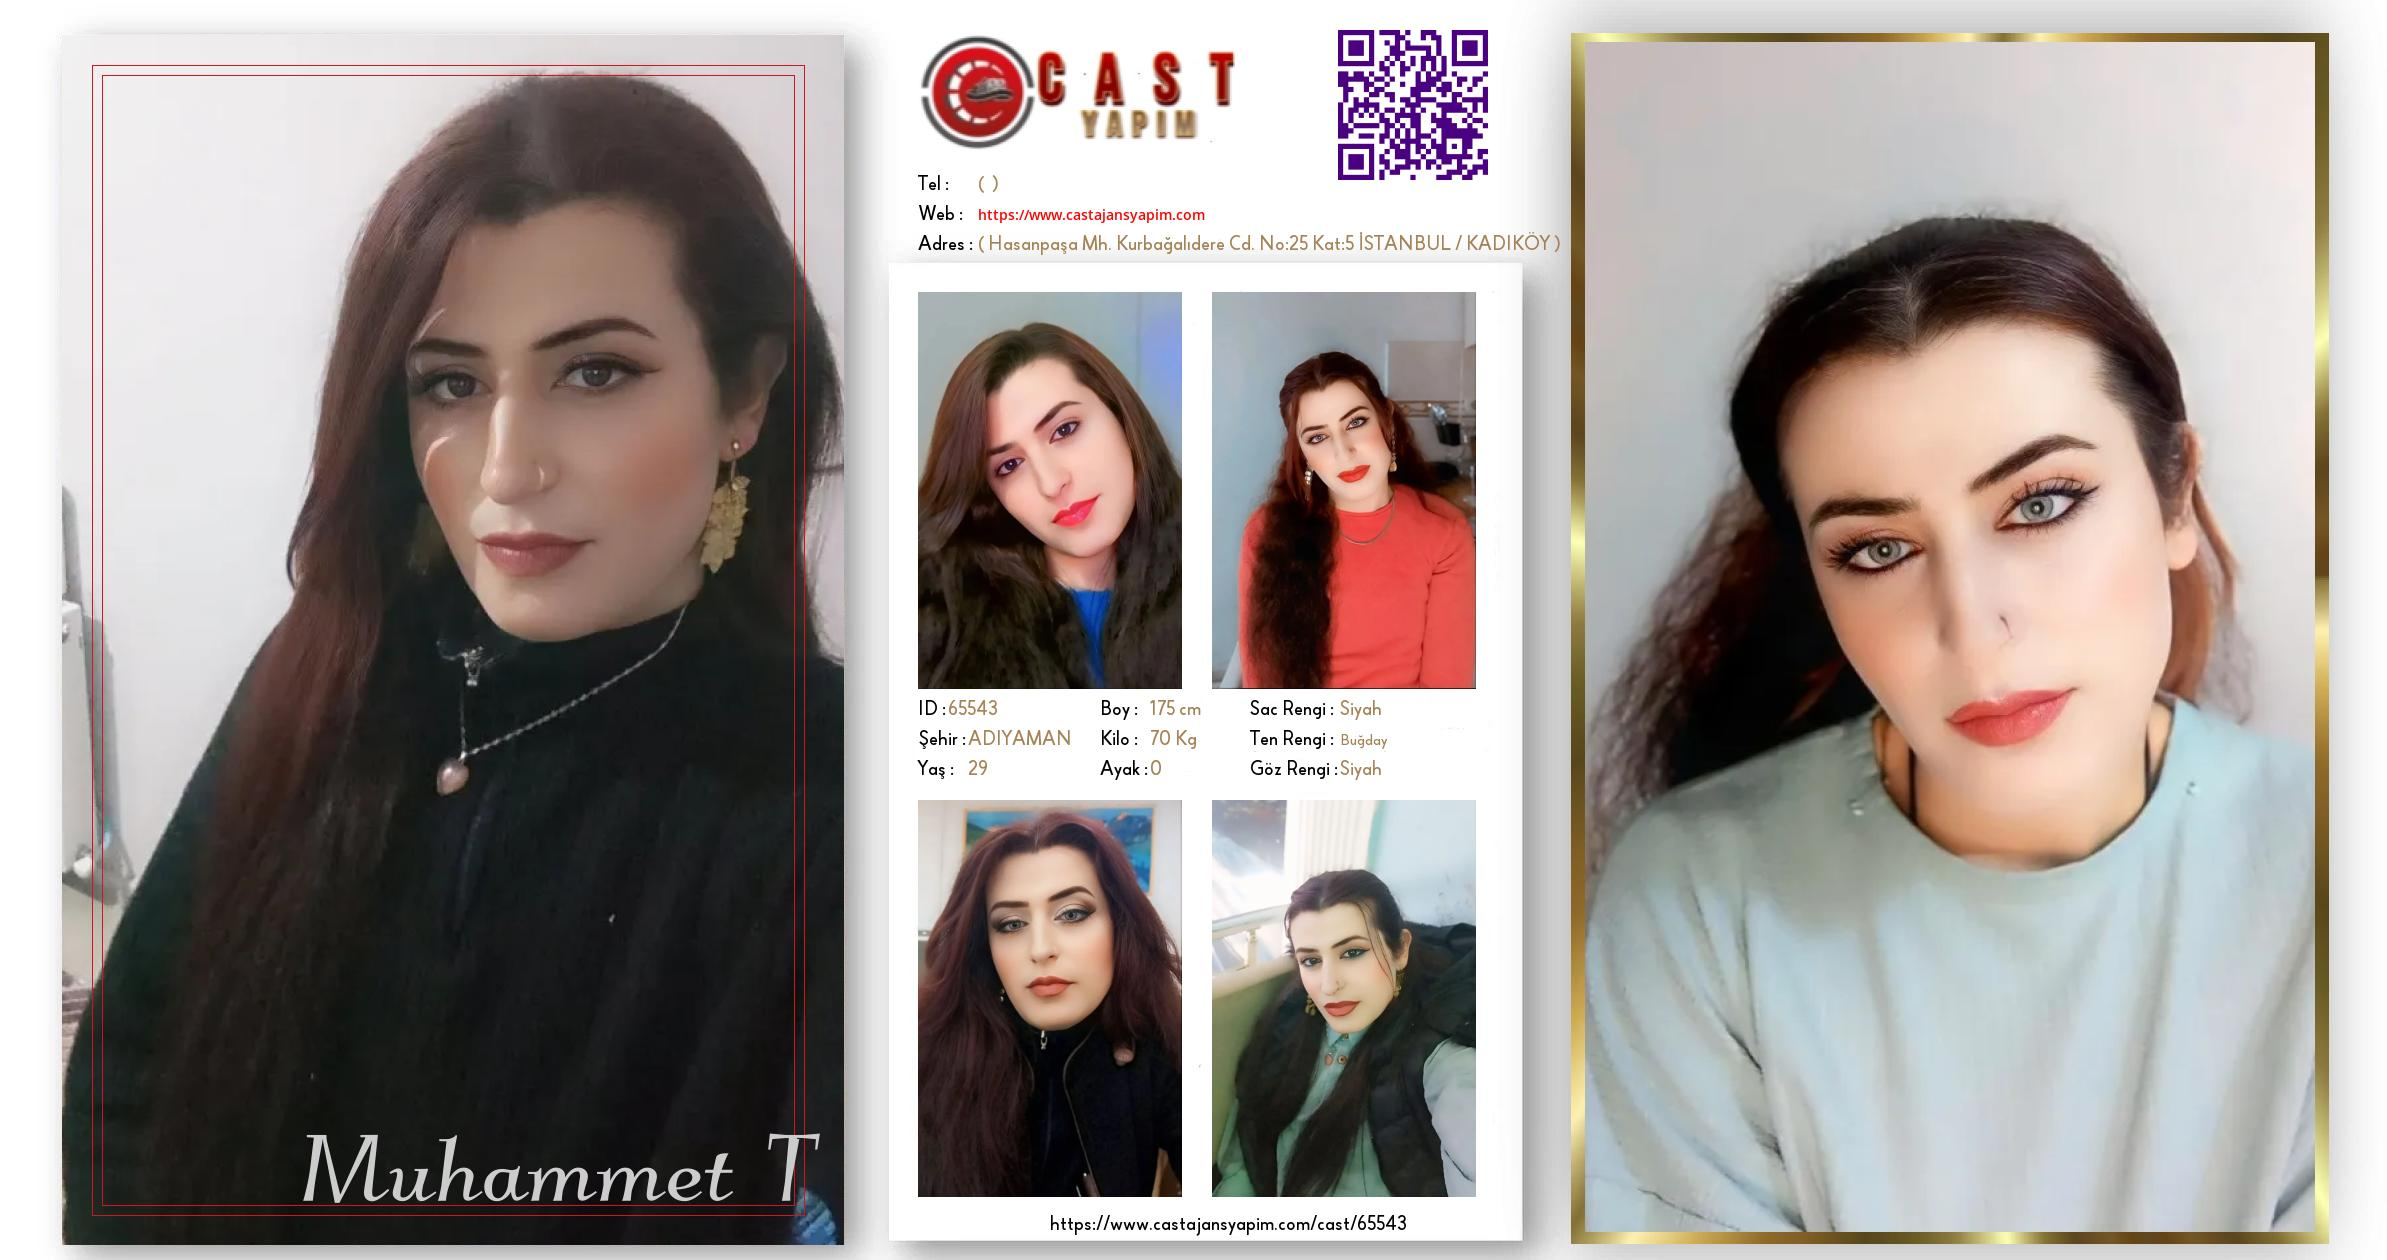 CAST
YAPIM
Tel : ( )
Web : https://www.castajansyapim.com
Adres : ( Hasanpaşa Mh. Kurbağalıdere Cd. No:25 Kat:5 İSTANBUL / KADIKÖY )
ID : 65543 Boy : 175 cm Sac Rengi : Siyah
Şehir : ADIYAMAN Kilo : 70 Kg Ten Rengi : Buğday
Yaş : 29 Ayak : 0 Göz Rengi : Siyah
Muhammet T
https://www.castajansyapim.com/cast/65543